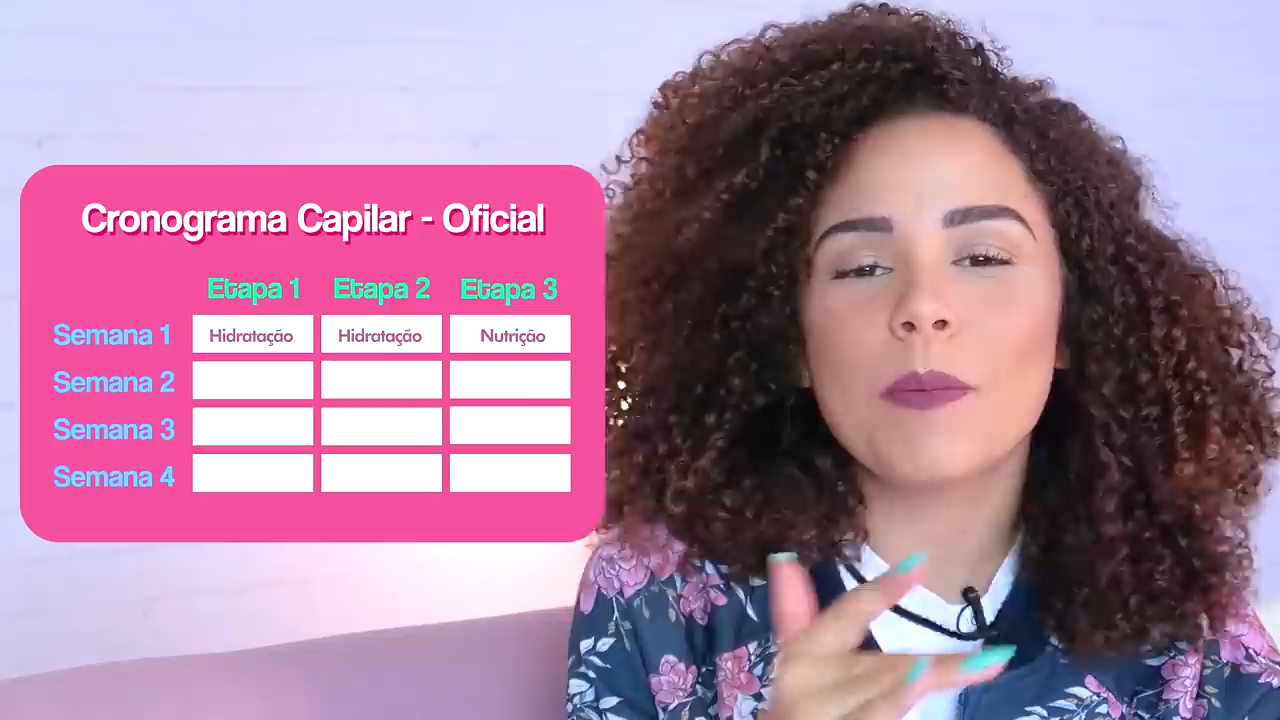 Cronograma Capilar - Oficial
Etapa 1 Etapa 2 Etapa 3
Semana 1 Hidratação Hidratação Nutrição
Semana 2
Semana 3
Semana 4